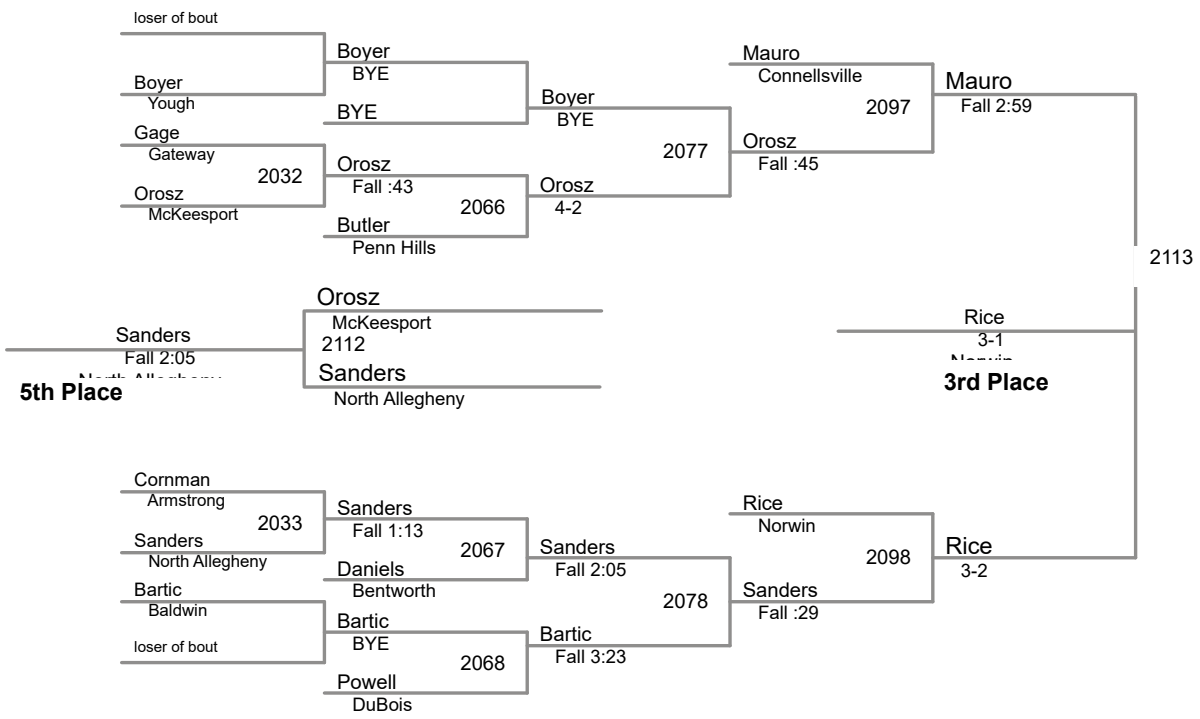 loser of bout
Boyer
Yough
Gage
Gateway
2032
Orosz
McKeesport
Boyer
BYE
BYE
Orosz
Fall :43
2066
Butler
Penn Hills
Boyer
BYE
2077
Orosz
4-2
Mauro
Connellsville
2097
Orosz
Fall :45
Mauro
Fall 2:59
2113
Orosz
McKeesport
2112
Sanders
North Allegheny
Sanders
Fall 2:05
North Allegheny
5th Place
Rice
3-1
Norwin
3rd Place
Cornman
Armstrong
2033
Sanders
North Allegheny
Bartic
Baldwin
loser of bout
Sanders
Fall 1:13
2067
Daniels
Bentworth
Bartic
BYE
2068
Powell
DuBois
Sanders
Fall 2:05
2078
Bartic
Fall 3:23
Rice
Norwin
2098
Sanders
Fall :29
Rice
3-2